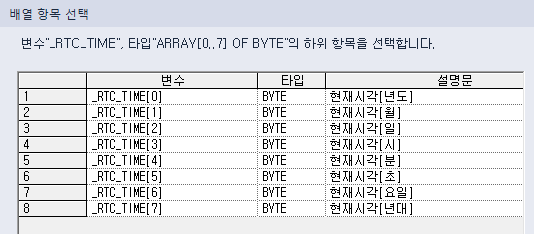 배열 항목 선택
변수"_RTC_TIME", 타입"ARRAY[0..7] OF BYTE"의 하위 항목을 선택합니다.
변수 타입 설명문
1 _RTC_TIME[0] BYTE 현재시각[년도]
2 _RTC_TIME[1] BYTE 현재시각[월]
3 _RTC_TIME[2] BYTE 현재시각[일]
4 _RTC_TIME[3] BYTE 현재시각[시]
5 _RTC_TIME[4] BYTE 현재시각[분]
6 _RTC_TIME[5] BYTE 현재시각[초]
7 _RTC_TIME[6] BYTE 현재시각[요일]
8 _RTC_TIME[7] BYTE 현재시각[년대]